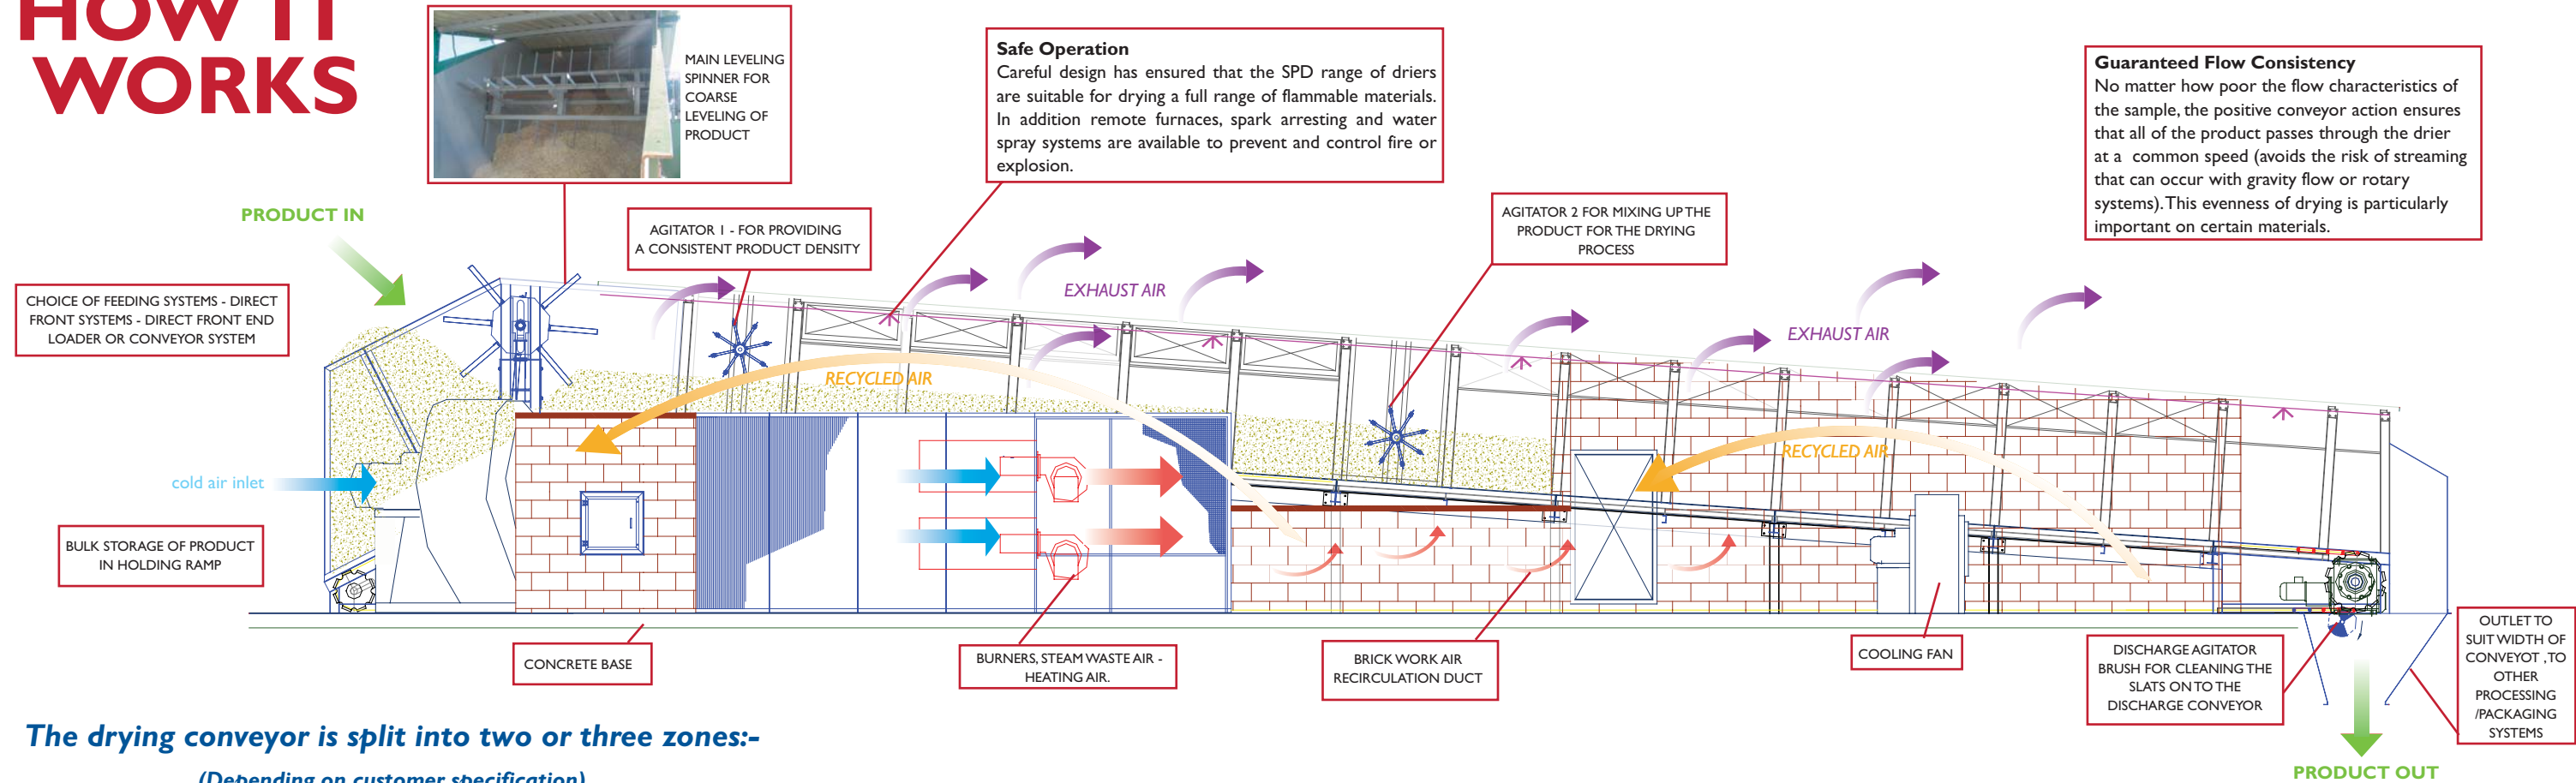 HOW IT
WORKS
MAIN LEVELING
SPINNER FOR
COARSE
LEVELING OF
PRODUCT
Safe Operation
Careful design has ensured that the SPD range of driers
are suitable for drying a full range of flammable materials.
In addition remote furnaces, spark arresting and water
spray systems are available to prevent and control fire or
explosion.
Guaranteed Flow Consistency
No matter how poor the flow characteristics of
the sample, the positive conveyor action ensures
that all of the product passes through the drier
at a common speed (avoids the risk of streaming
that can occur with gravity flow or rotary
systems).This evenness of drying is particularly
important on certain materials.
PRODUCT IN
AGITATOR 1 - FOR PROVIDING
A CONSISTENT PRODUCT DENSITY
AGITATOR 2 FOR MIXING UP THE
PRODUCT FOR THE DRYING
PROCESS
CHOICE OF FEEDING SYSTEMS - DIRECT
FRONT SYSTEMS - DIRECT FRONT END
LOADER OR CONVEYOR SYSTEM
EXHAUST AIR
EXHAUST AIR
RECYCLED AIR
RECYCLED AIR
cold air inlet
BULK STORAGE OF PRODUCT
IN HOLDING RAMP
CONCRETE BASE
BURNERS, STEAM WASTE AIR -
HEATING AIR.
BRICK WORK AIR
RECIRCULATION DUCT
COOLING FAN
DISCHARGE AGITATOR
BRUSH FOR CLEANING THE
SLATS ON TO THE
DISCHARGE CONVEYOR
OUTLET TO
SUIT WIDTH OF
CONVEYOT ,TO
OTHER
PROCESSING
/PACKAGING
SYSTEMS
PRODUCT OUT
The drying conveyor is split into two or three zones:-
(Depending on customer specification)